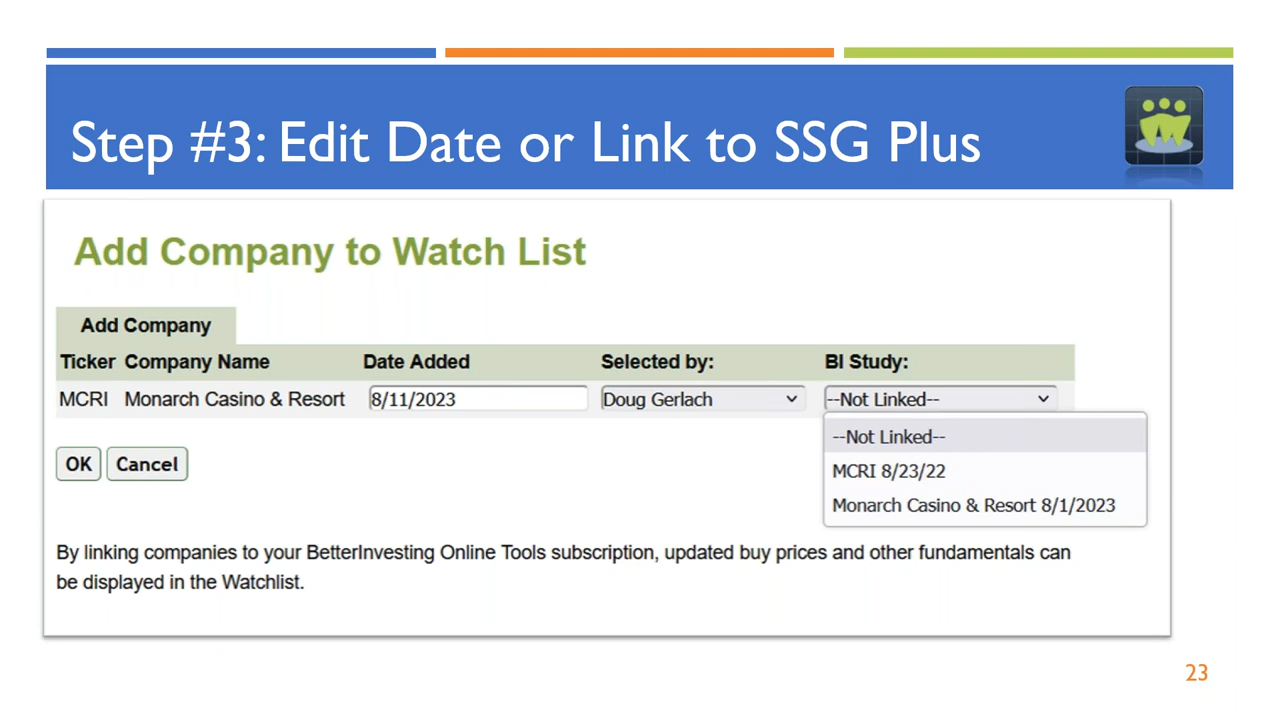 Step #3: Edit Date or Link to SSG Plus
Add Company to Watch List
Add Company
Ticker Company Name Date Added Selected by: BI Study:
MCRI Monarch Casino & Resort 8/11/2023 Doug Gerlach --Not Linked--
--Not Linked--
MCRI 8/23/22
Monarch Casino & Resort 8/1/2023
OK Cancel
By linking companies to your BetterInvesting Online Tools subscription, updated buy prices and other fundamentals can
be displayed in the Watchlist.
23